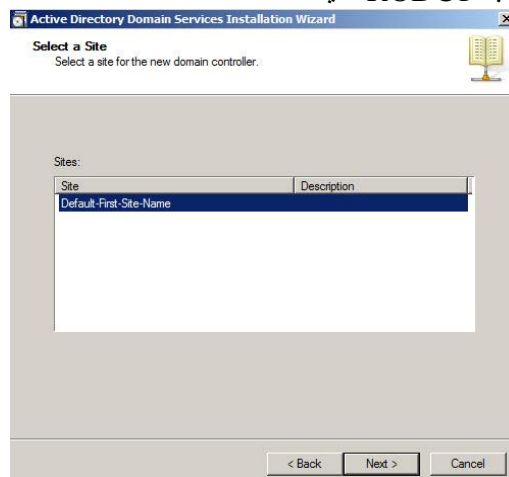 Active Directory Domain Services Installation Wizard
Select a Site
Select a site for the new domain controller.
Sites:
Site Description
Default-First-Site-Name
< Back Next > Cancel